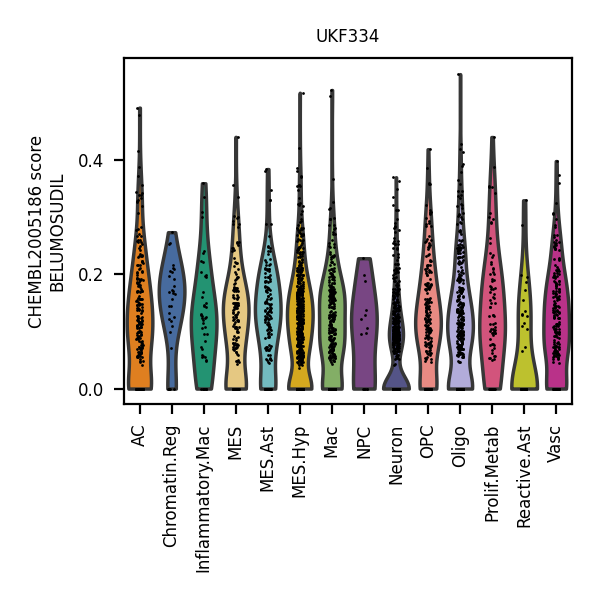 UKF334
CHEMBL2005186 score
BELUMOSUDIL
0.4
0.2
0.0
AC
Chromatin.Reg
Inflammatory.Mac
MES
MES.Ast
MES.Hyp
Mac
NPC
Neuron
OPC
Oligo
Prolif.Metab
Reactive.Ast
Vasc